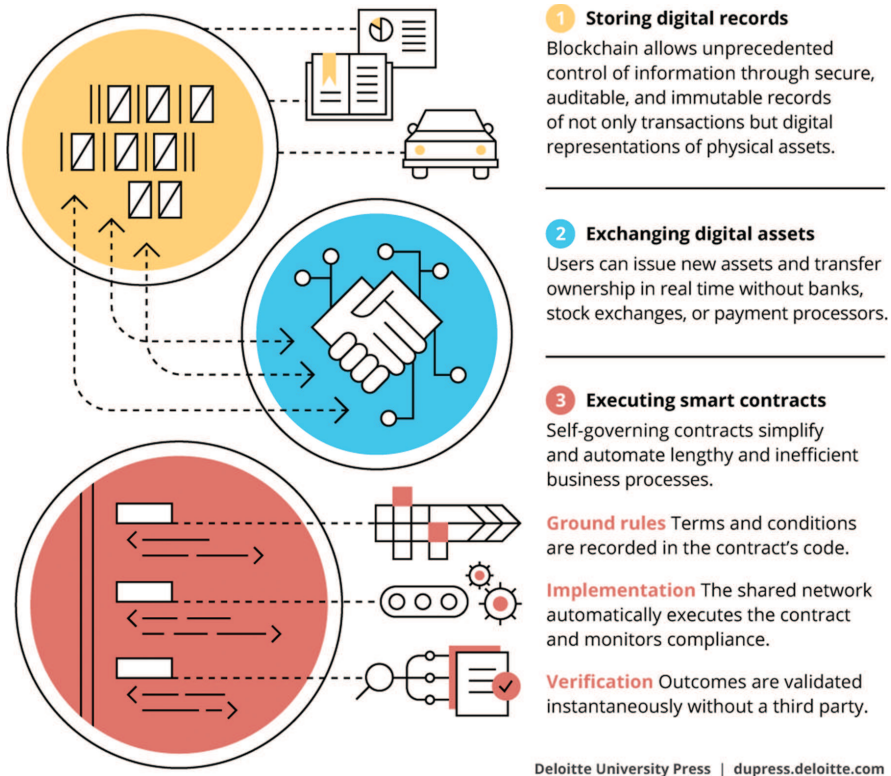 1 Storing digital records
Blockchain allows unprecedented
control of information through secure,
auditable, and immutable records
of not only transactions but digital
representations of physical assets.
2 Exchanging digital assets
Users can issue new assets and transfer
ownership in real time without banks,
stock exchanges, or payment processors.
3 Executing smart contracts
Self-governing contracts simplify
and automate lengthy and inefficient
business processes.
Ground rules Terms and conditions
are recorded in the contract’s code.
Implementation The shared network
automatically executes the contract
and monitors compliance.
Verification Outcomes are validated
instantaneously without a third party.
Deloitte University Press | dupress.deloitte.com